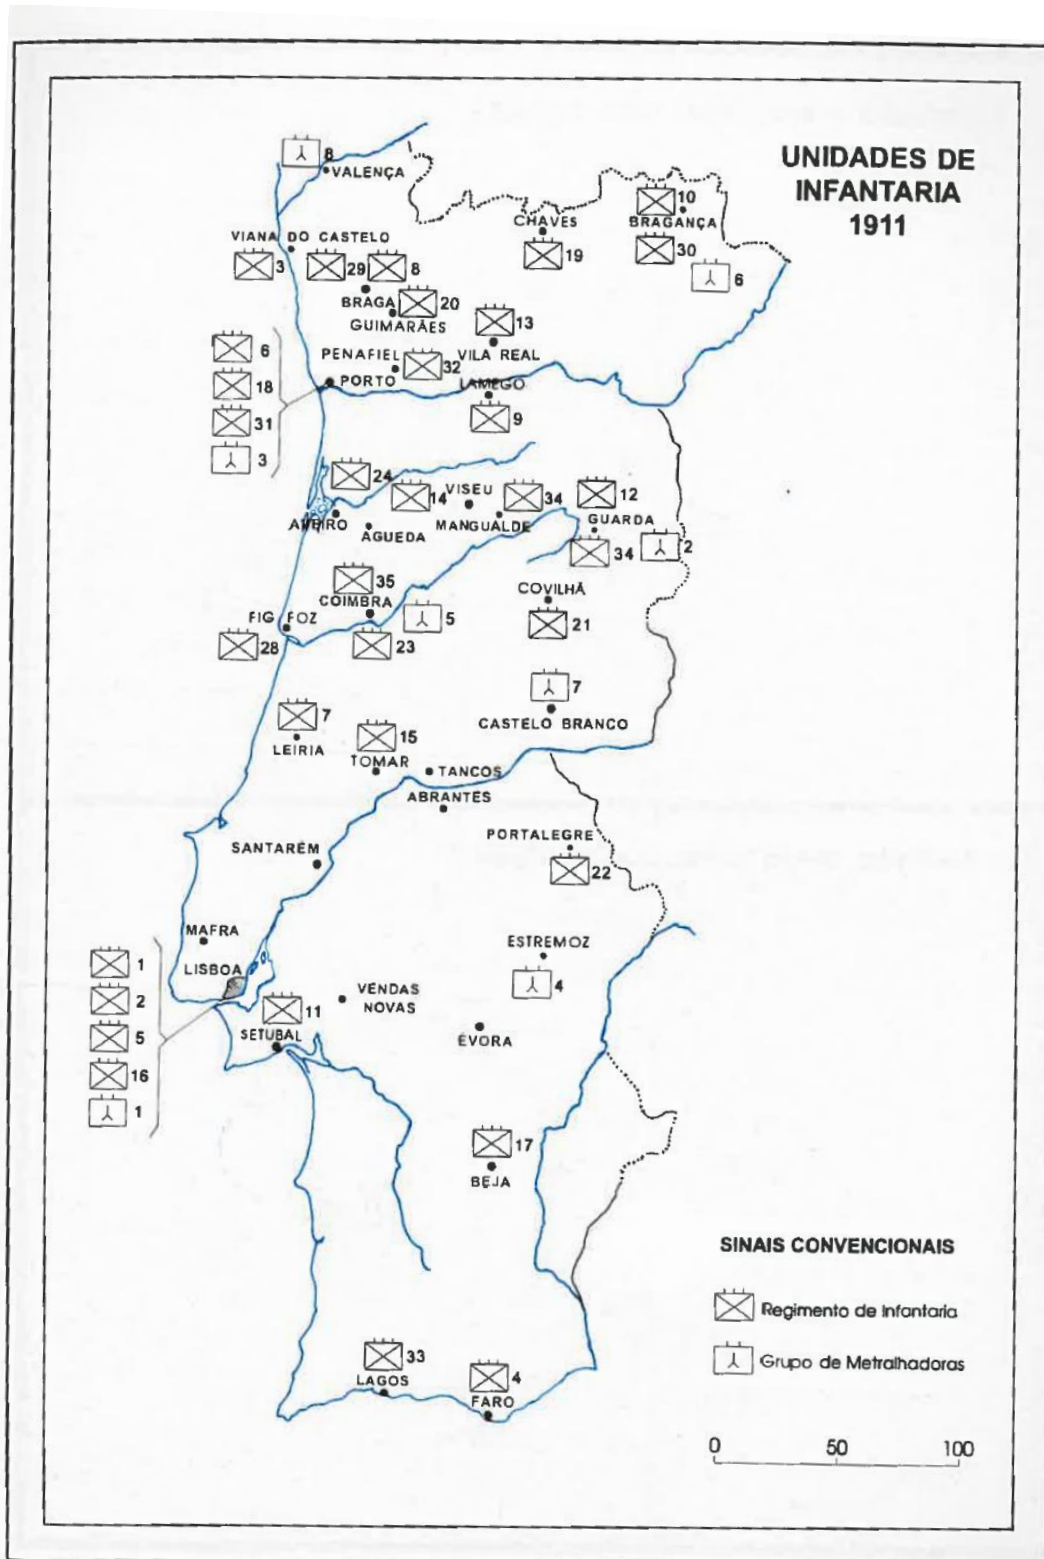 UNIDADES DE
INFANTARIA
1911
8
VALENÇA
10
BRAGANÇA
CHAVES
19
30
6
VIANA DO CASTELO
3
29
8
BRAGA
20
GUIMARÃES
13
VILA REAL
6
18
31
3
PENAFIEL
32
PORTO
LAMEGO
9
24
14
VISEU
34
12
AVEIRO
AGUEDA
MANGUALDE
GUARDA
34
2
35
COIMBRA
5
COVILHÃ
21
FIG FOZ
28
23
7
CASTELO BRANCO
7
LEIRIA
15
TOMAR
TANCOS
ABRANTES
SANTARÉM
PORTALEGRE
22
MAFRA
LISBOA
1
2
5
16
1
ESTREMOZ
4
VENDAS
NOVAS
11
SETUBAL
ÉVORA
17
BEJA
33
LAGOS
4
FARO
SINAIS CONVENCIONAIS
Regimento de Infantaria
Grupo de Metralhadoras
0 50 100